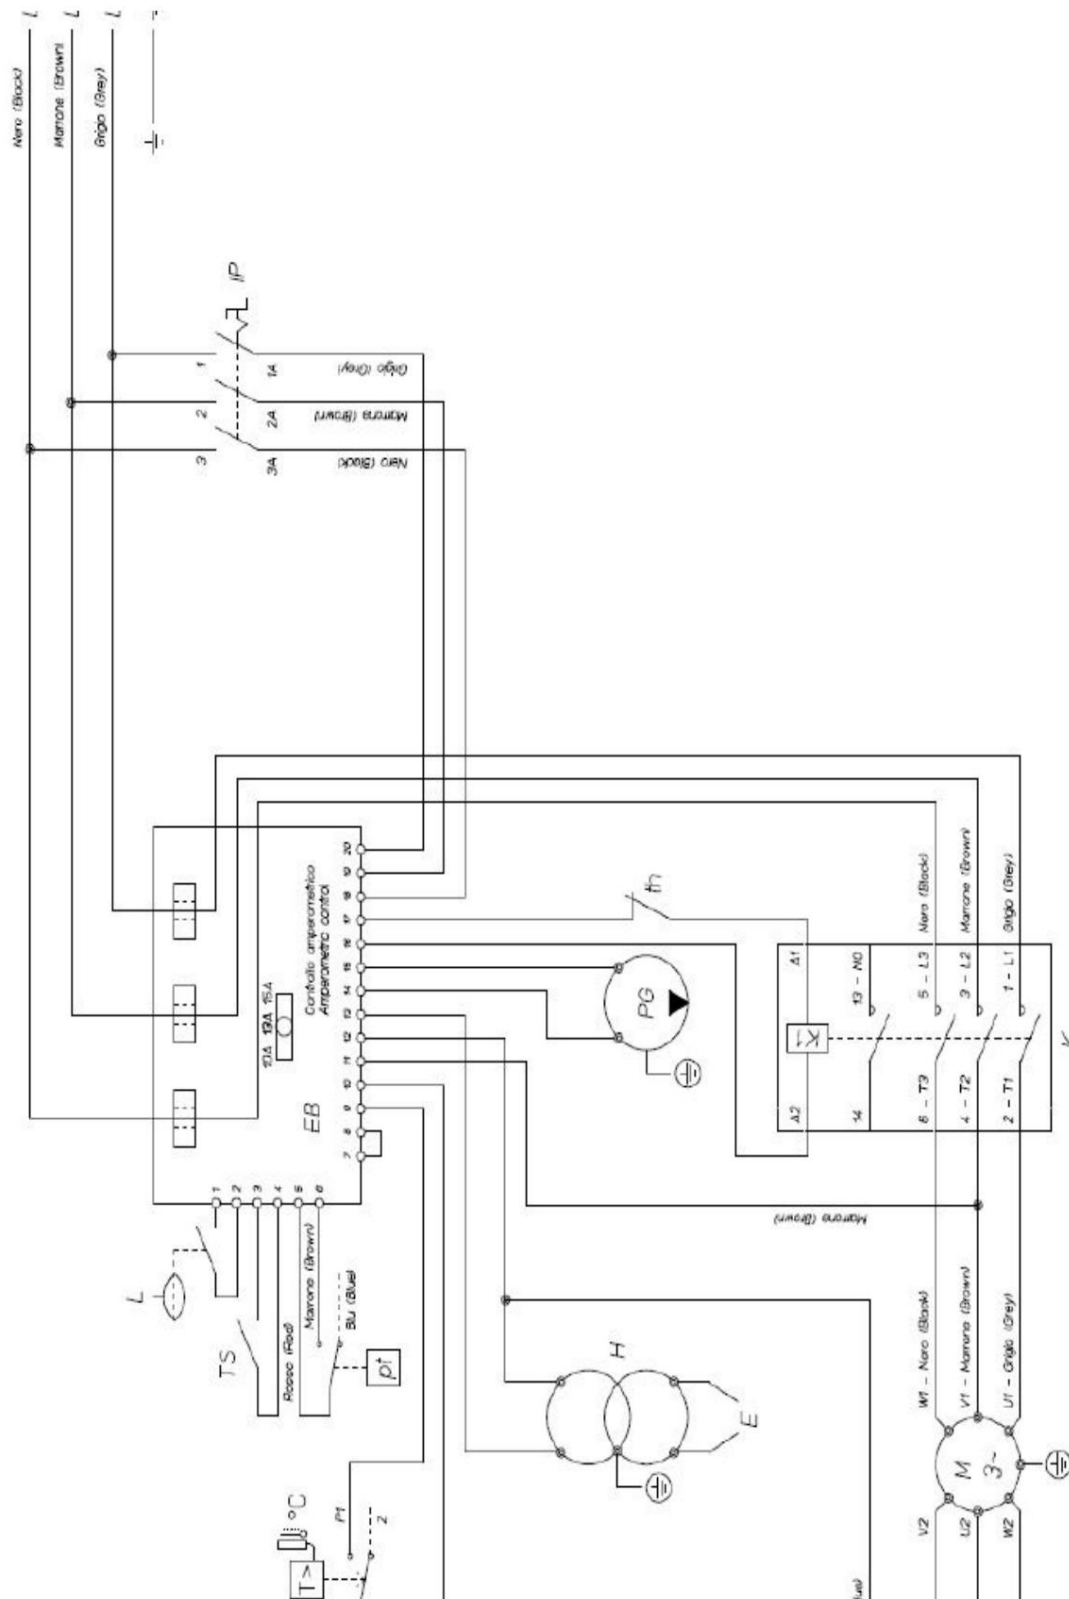 L
L
L
Nero (Black)
Marrone (Brown)
Grigio (Grey)
IP
1
1A
Grigio (Grey)
2
2A
Marrone (Brown)
3
3A
Nero (Black)
10A 13A 15A
Controllo amperometrico
Amperometric control
EB
20
19
18
17
16
15
14
13
12
11
10
9
8
7
1
2
3
4
5
6
th
PG
A1
13 - NO
5 - L3
Nero (Black)
3 - L2
Marrone (Brown)
1 - L1
Grigio (Grey)
K
A2
14
6 - T3
4 - T2
2 - T1
K
Marrone (Brown)
L
TS
Rosso (Red)
Marrone (Brown)
Blu (Blue)
pt
H
E
W1 - Nero (Black)
V1 - Marrone (Brown)
U1 - Grigio (Grey)
M
3~
V2
U2
W2
°C
P1
2
T>